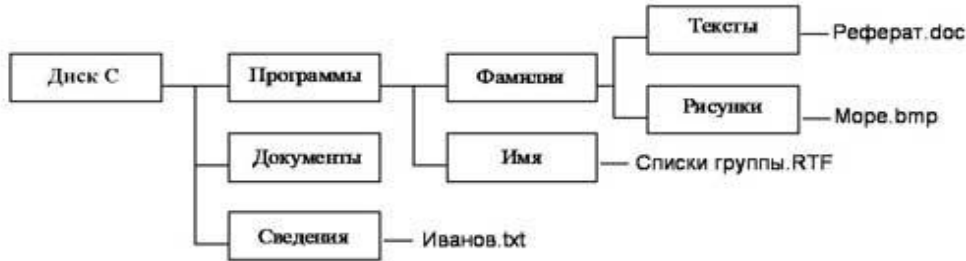 Тексты
Реферат.doc
Диск С
Программы
Фамилия
Рисунки
Море.bmp
Документы
Имя
Списки группы.RTF
Сведения
Иванов.txt